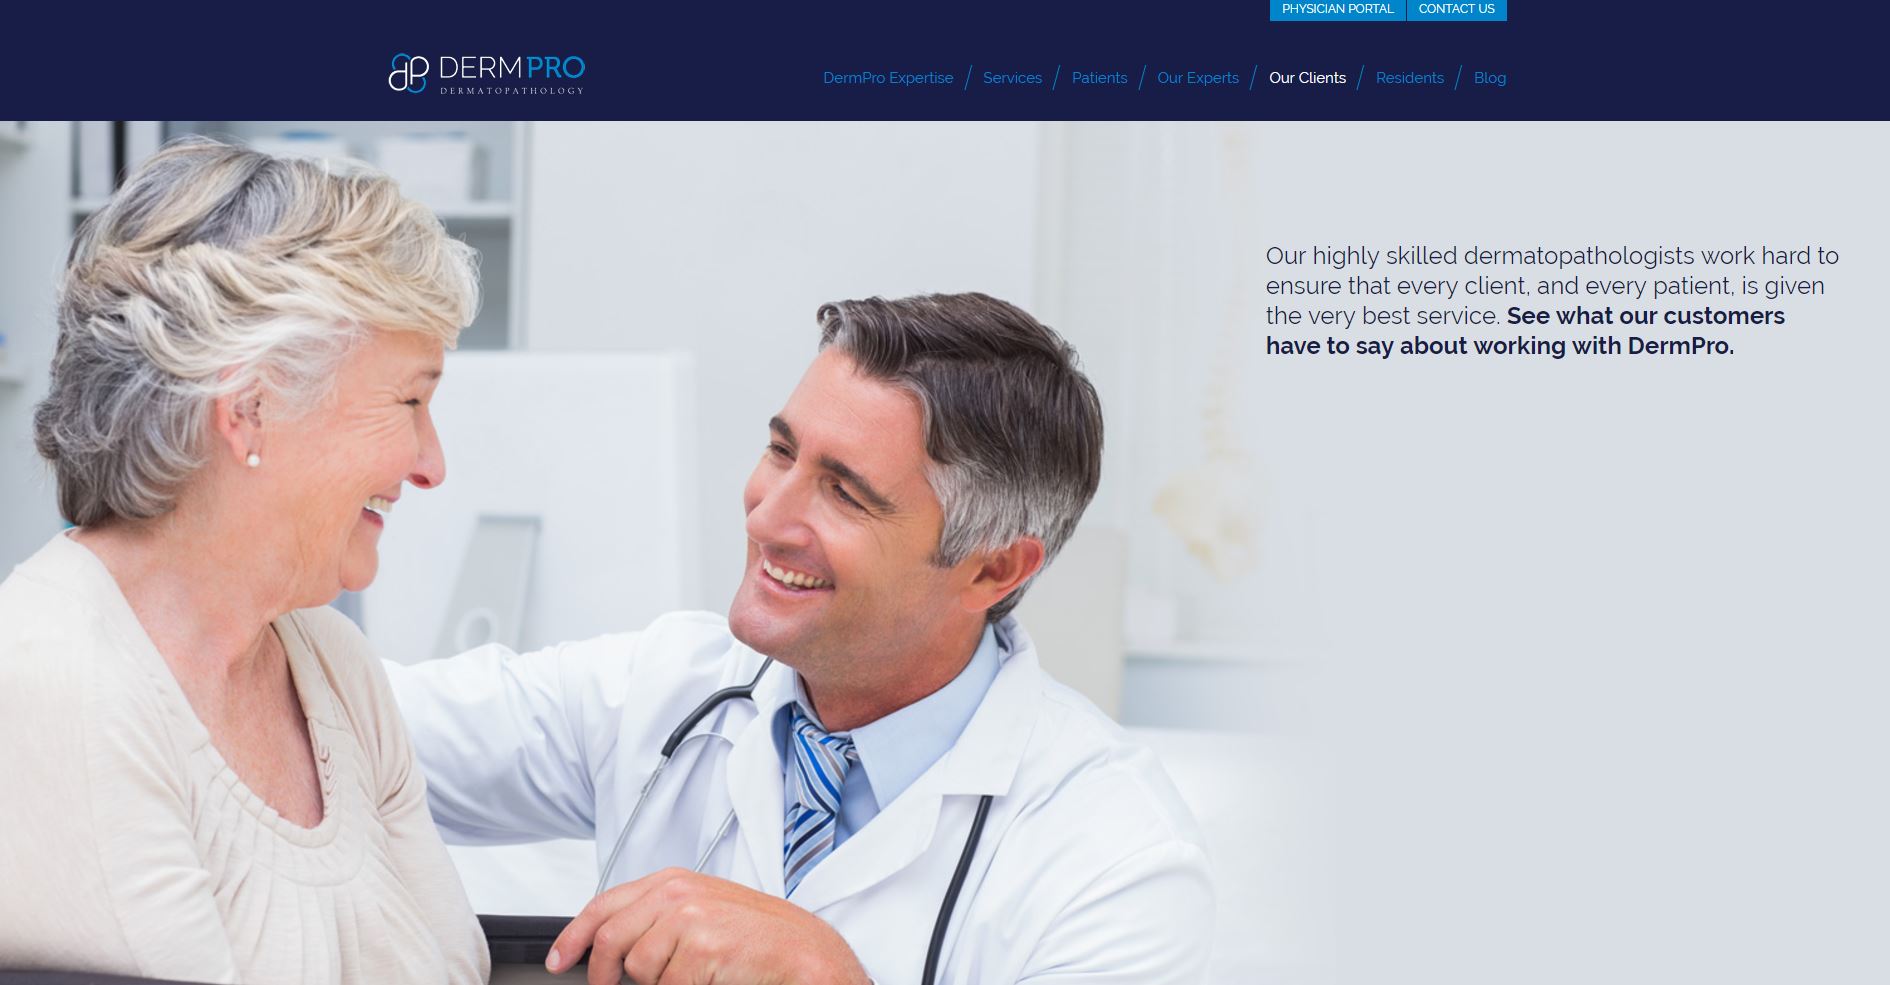 PHYSICIAN PORTAL
CONTACT US
DERMPRO
DERMATOPATHOLOGY
DermPro Expertise / Services / Patients / Our Experts / Our Clients / Residents / Blog
Our highly skilled dermatopathologists work hard to
ensure that every client, and every patient, is given
the very best service. See what our customers
have to say about working with DermPro.